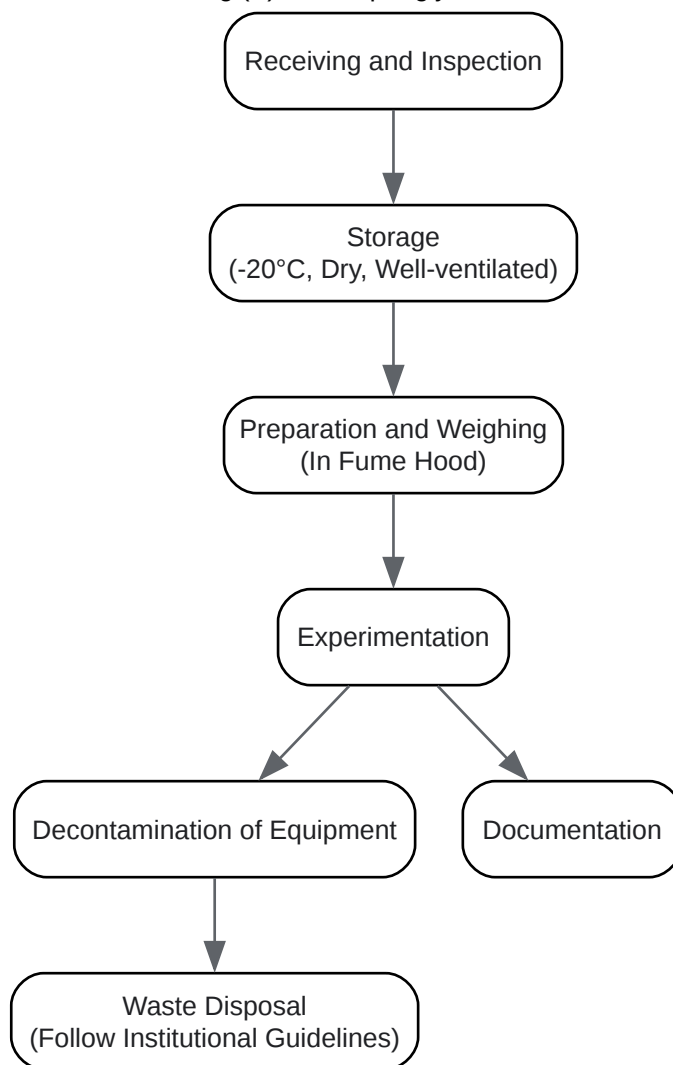 Receiving and Inspection
Storage
(-20°C, Dry, Well-ventilated)
Preparation and Weighing
(In Fume Hood)
Experimentation
Decontamination of Equipment
Documentation
Waste Disposal
(Follow Institutional Guidelines)